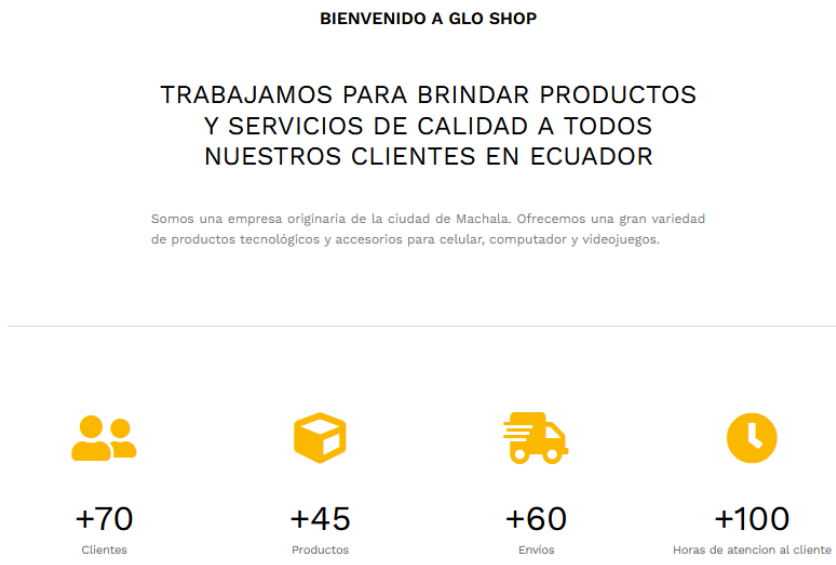 BIENVENIDO A GLO SHOP
TRABAJAMOS PARA BRINDAR PRODUCTOS
Y SERVICIOS DE CALIDAD A TODOS
NUESTROS CLIENTES EN ECUADOR
Somos una empresa originaria de la ciudad de Machala. Ofrecemos una gran variedad
de productos tecnológicos y accesorios para celular, computador y videojuegos.
+70
Clientes
+45
Productos
+60
Envíos
+100
Horas de atencion al cliente